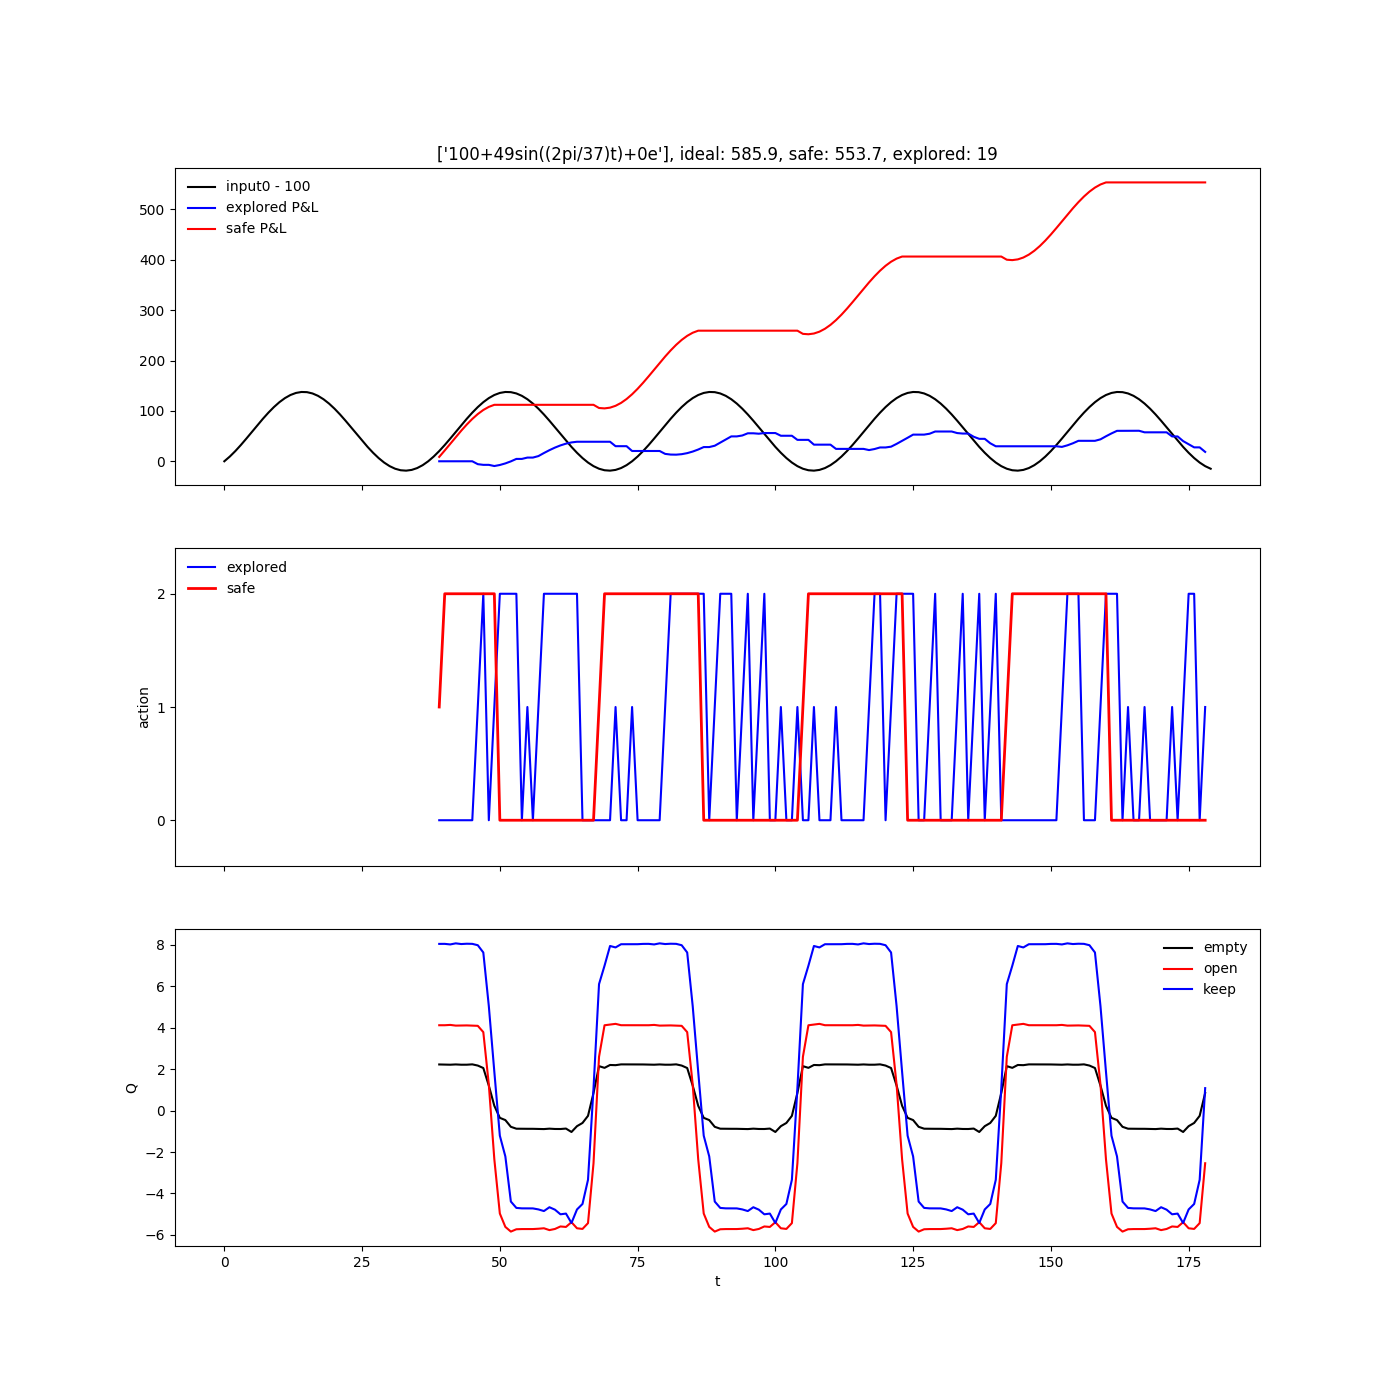 ['100+49sin((2pi/37)t)+0e'], ideal: 585.9, safe: 553.7, explored: 19
input0 - 100
explored P&L
safe P&L
500
400
300
200
100
0
explored
safe
2
1
0
action
empty
open
keep
8
6
4
2
0
−2
−4
−6
Q
0
25
50
75
100
125
150
175
t